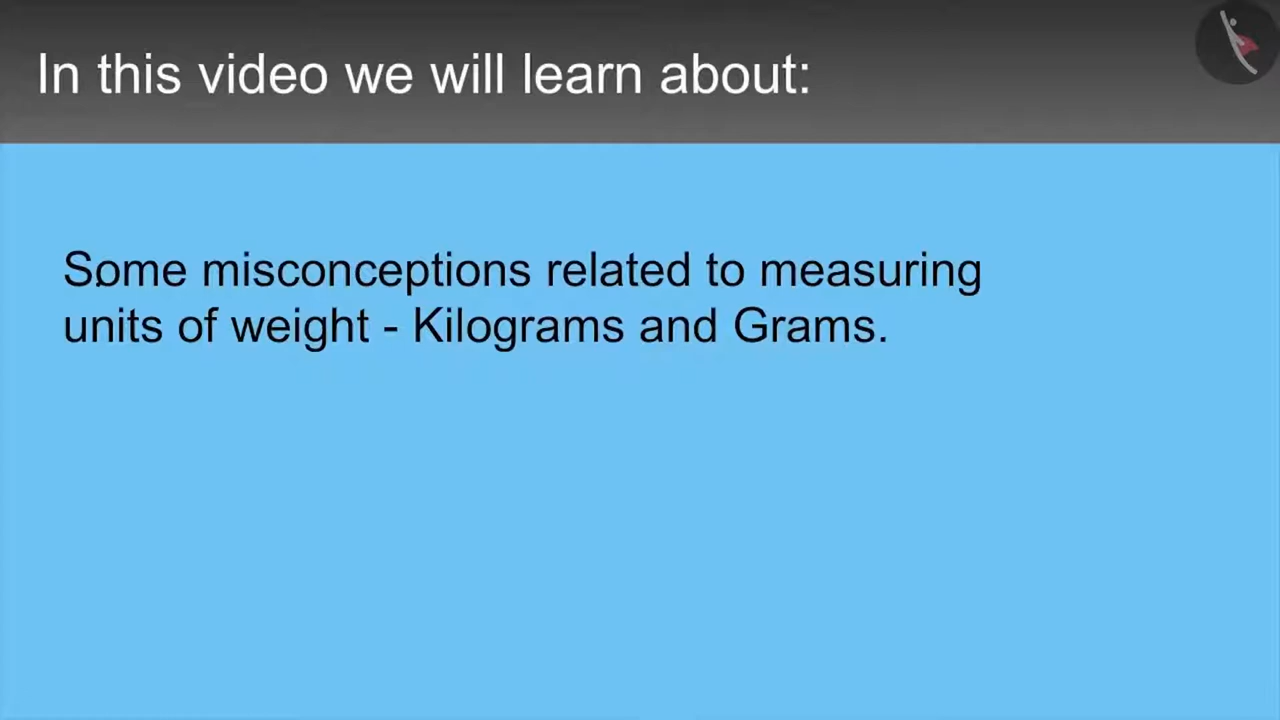 In this video we will learn about:
Some misconceptions related to measuring
units of weight - Kilograms and Grams.